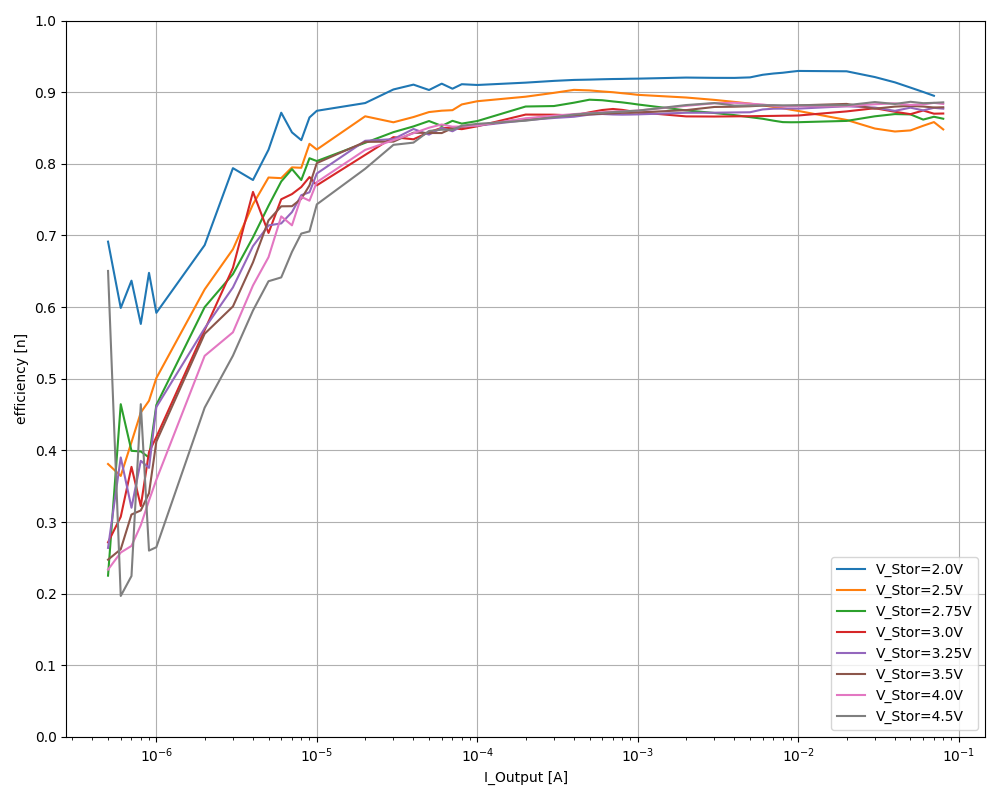 1.0
0.9
0.8
0.7
0.6
0.5
0.4
0.3
0.2
0.1
0.0
efficiency [n]
10⁻⁶ 10⁻⁵ 10⁻⁴ 10⁻³ 10⁻² 10⁻¹
I_Output [A]
V_Stor=2.0V
V_Stor=2.5V
V_Stor=2.75V
V_Stor=3.0V
V_Stor=3.25V
V_Stor=3.5V
V_Stor=4.0V
V_Stor=4.5V